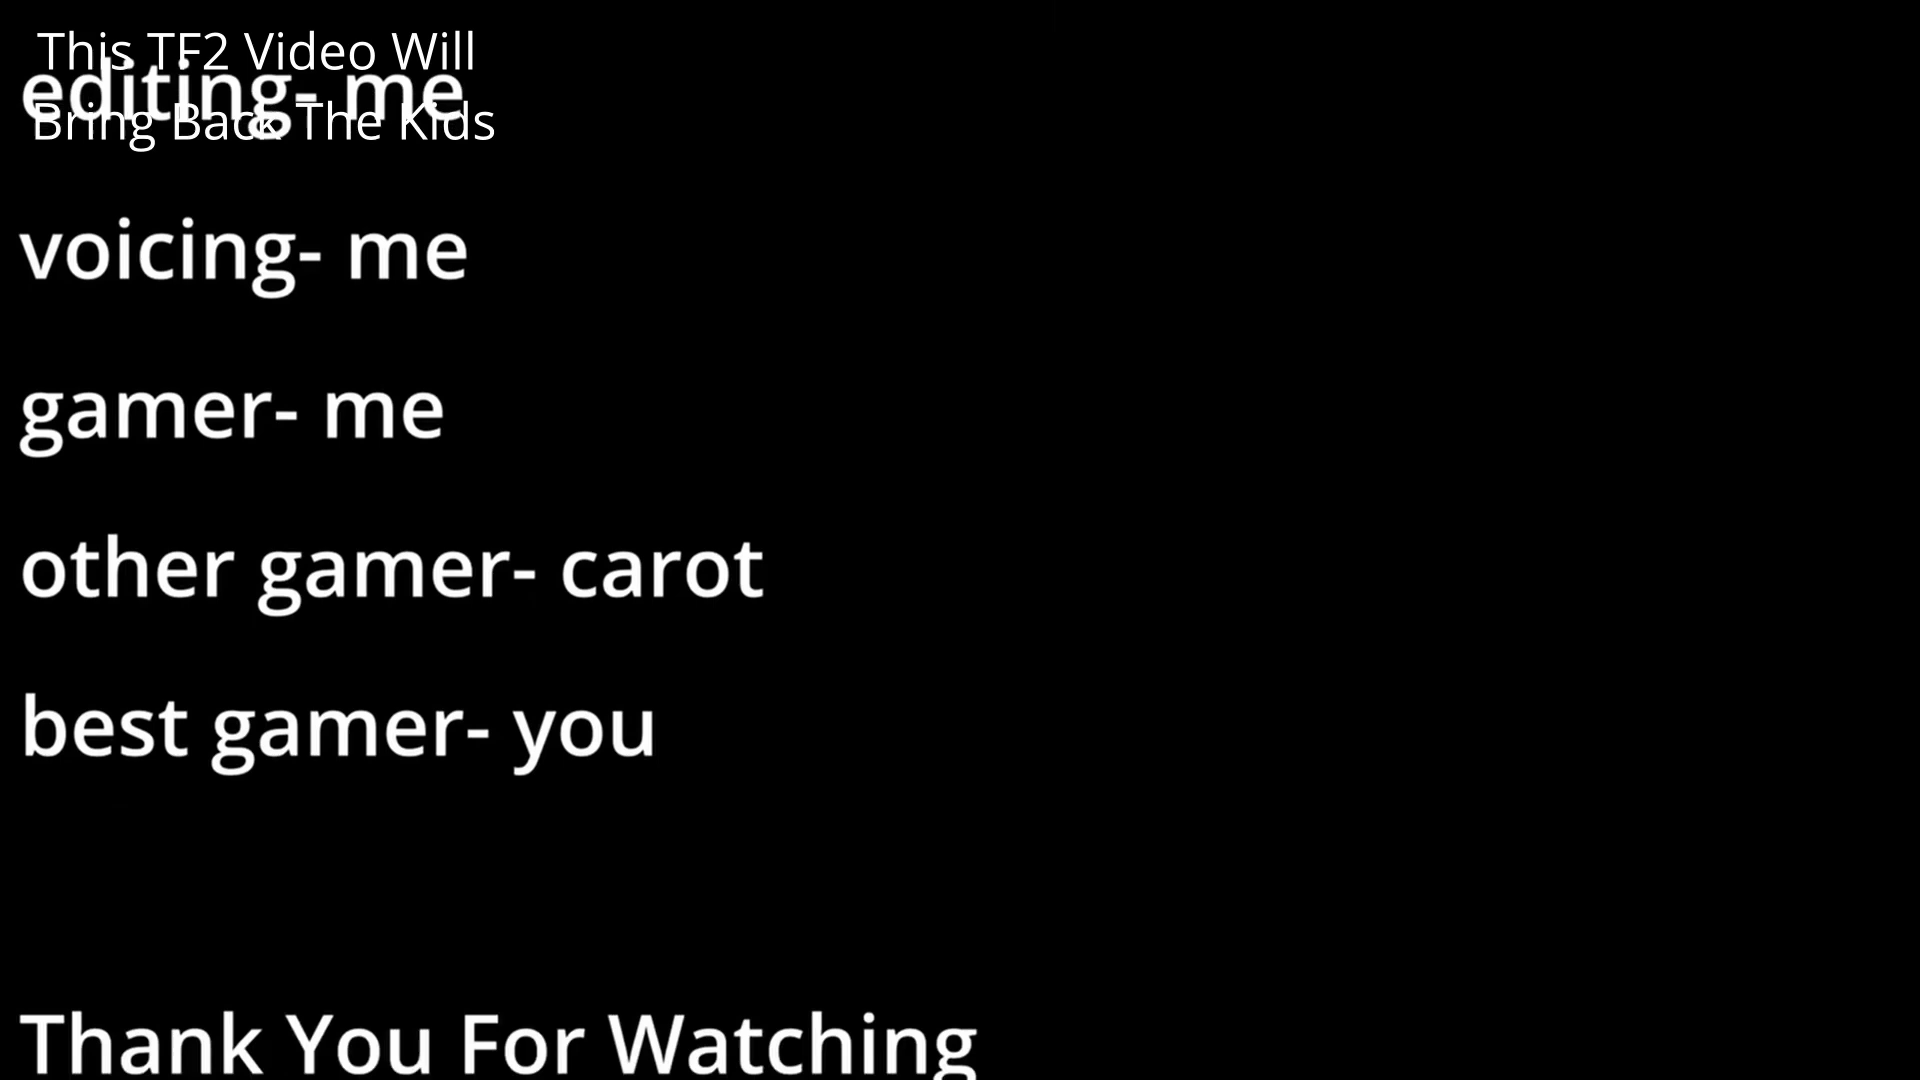 This TF2 Video Will
editing- me
Bring Back The Kids
voicing- me
gamer- me
other gamer- carot
best gamer- you
Thank You For Watching